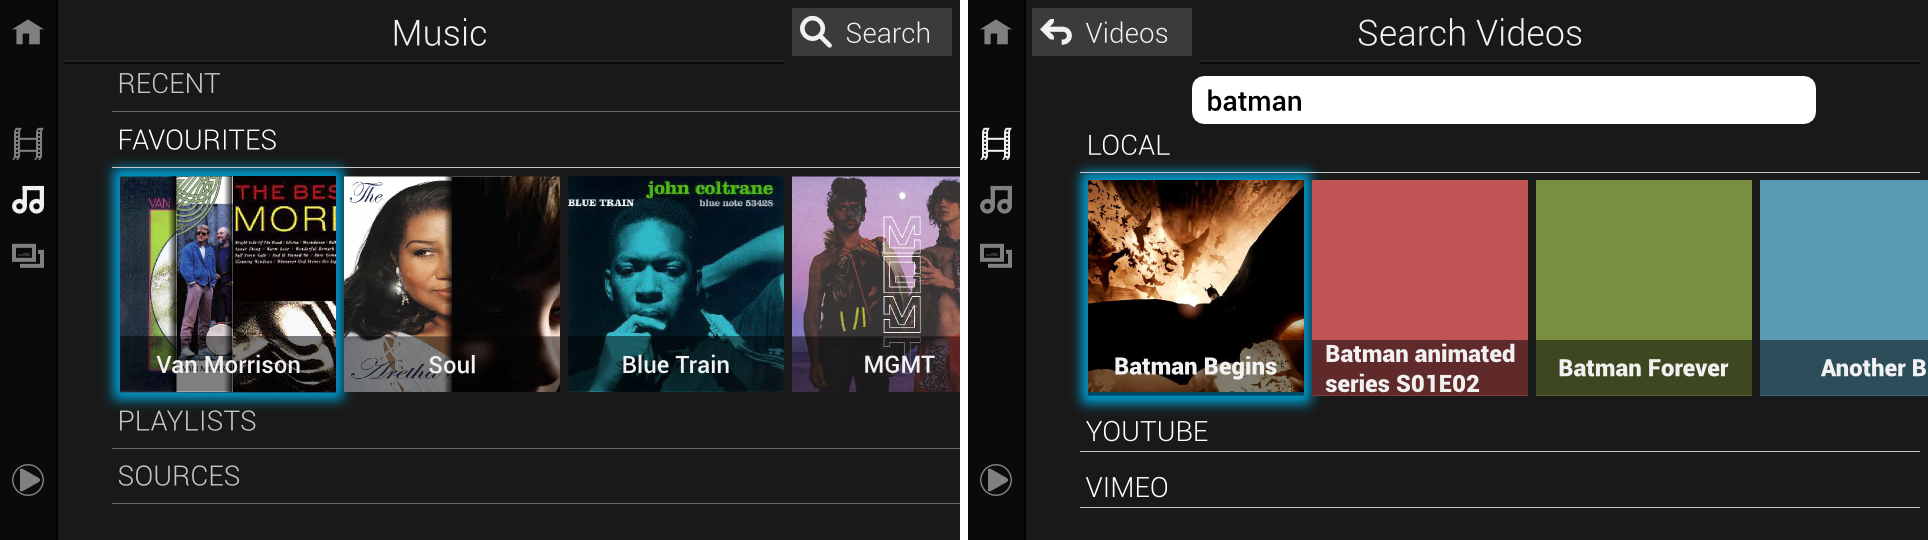 Music
Search
RECENT
FAVOURITES
VAN
THE BES
MORI
Van Morrison
The
Aretha
Soul
john coltrane
BLUE TRAIN
blue note 53428
Blue Train
MGMT
MGMT
PLAYLISTS
SOURCES
Videos
Search Videos
batman
LOCAL
Batman Begins
Batman animated
series S01E02
Batman Forever
Another B
YOUTUBE
VIMEO